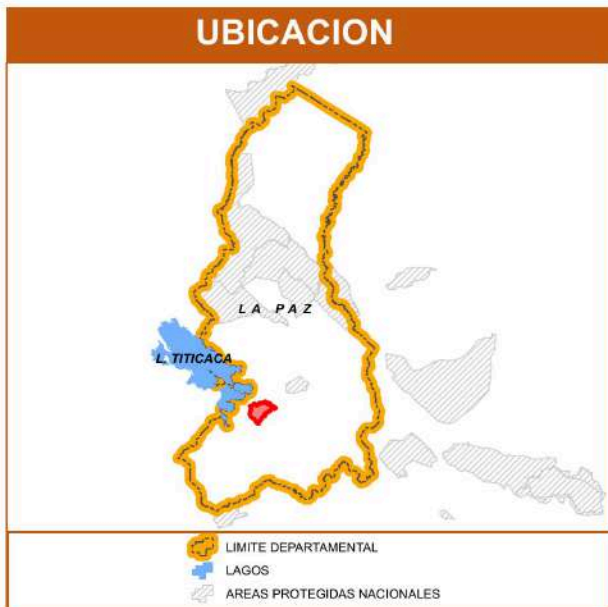 UBICACION
LA PAZ
L. TITICACA
LIMITE DEPARTAMENTAL
LAGOS
AREAS PROTEGIDAS NACIONALES